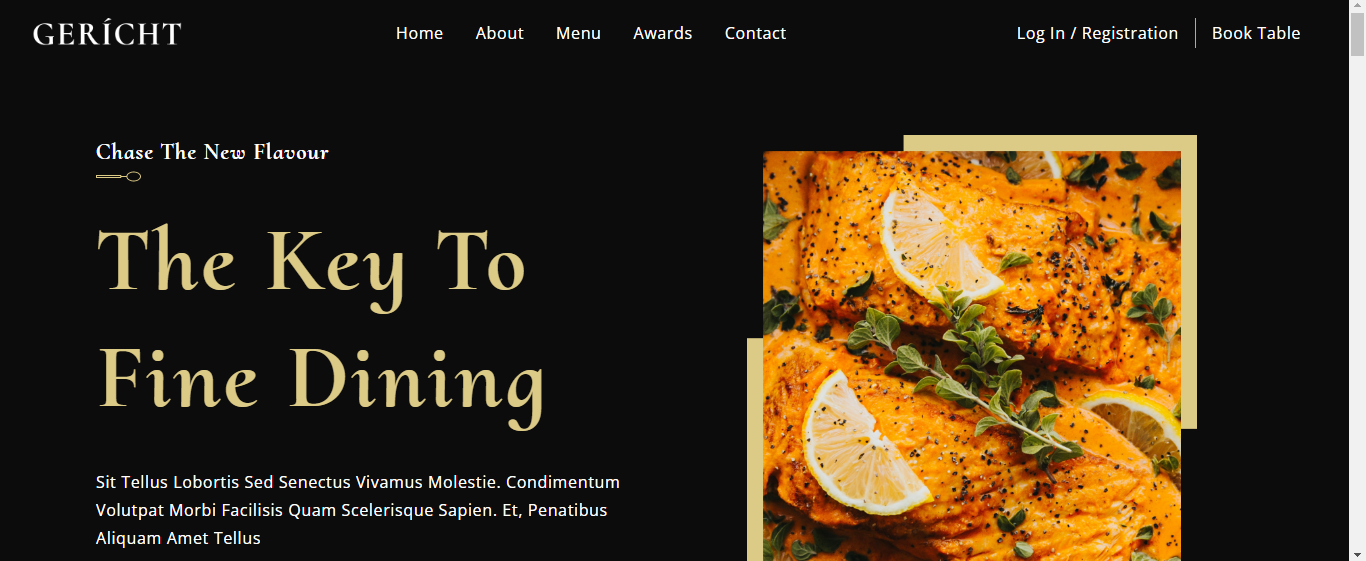 GERÍCHT
Home About Menu Awards Contact
Log In / Registration Book Table
Chase The New Flavour
The Key To
Fine Dining
Sit Tellus Lobortis Sed Senectus Vivamus Molestie. Condimentum
Volutpat Morbi Facilisis Quam Scelerisque Sapien. Et, Penatibus
Aliquam Amet Tellus